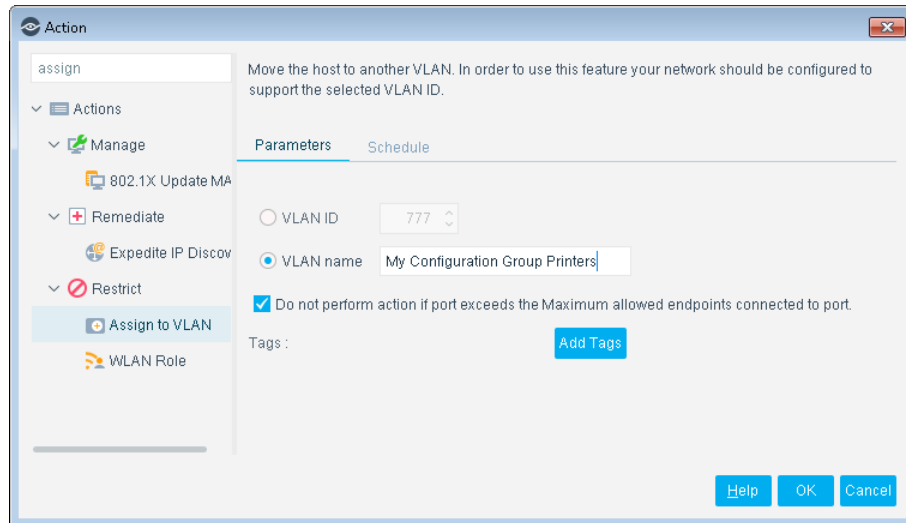 Action
assign
Actions
Manage
802.1X Update MA
Remediate
Expedite IP Discov
Restrict
Assign to VLAN
WLAN Role
Move the host to another VLAN. In order to use this feature your network should be configured to
support the selected VLAN ID.
Parameters Schedule
VLAN ID 777
VLAN name My Configuration Group Printers
Do not perform action if port exceeds the Maximum allowed endpoints connected to port.
Tags : Add Tags
Help OK Cancel